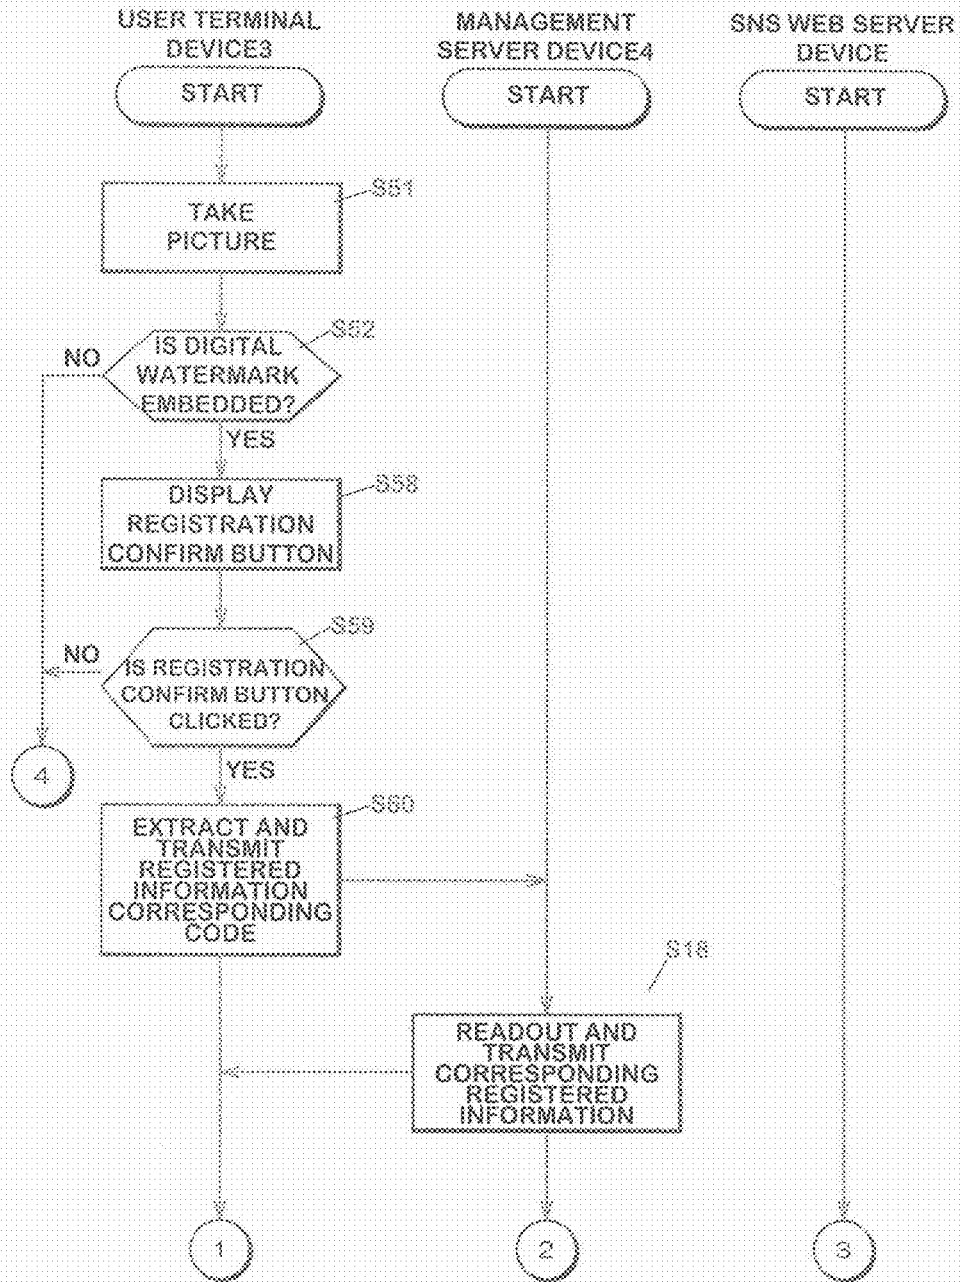 USER TERMINAL
DEVICE3
MANAGEMENT
SERVER DEVICE4
SNS WEB SERVER
DEVICE
START
START
START
S51
TAKE
PICTURE
S52
NO
IS DIGITAL
WATERMARK
EMBEDDED?
YES
S58
DISPLAY
REGISTRATION
CONFIRM BUTTON
S59
NO
IS REGISTRATION
CONFIRM BUTTON
CLICKED?
4
YES
S60
EXTRACT AND
TRANSMIT
REGISTERED
INFORMATION
CORRESPONDING
CODE
S18
READOUT AND
TRANSMIT
CORRESPONDING
REGISTERED
INFORMATION
1
2
3